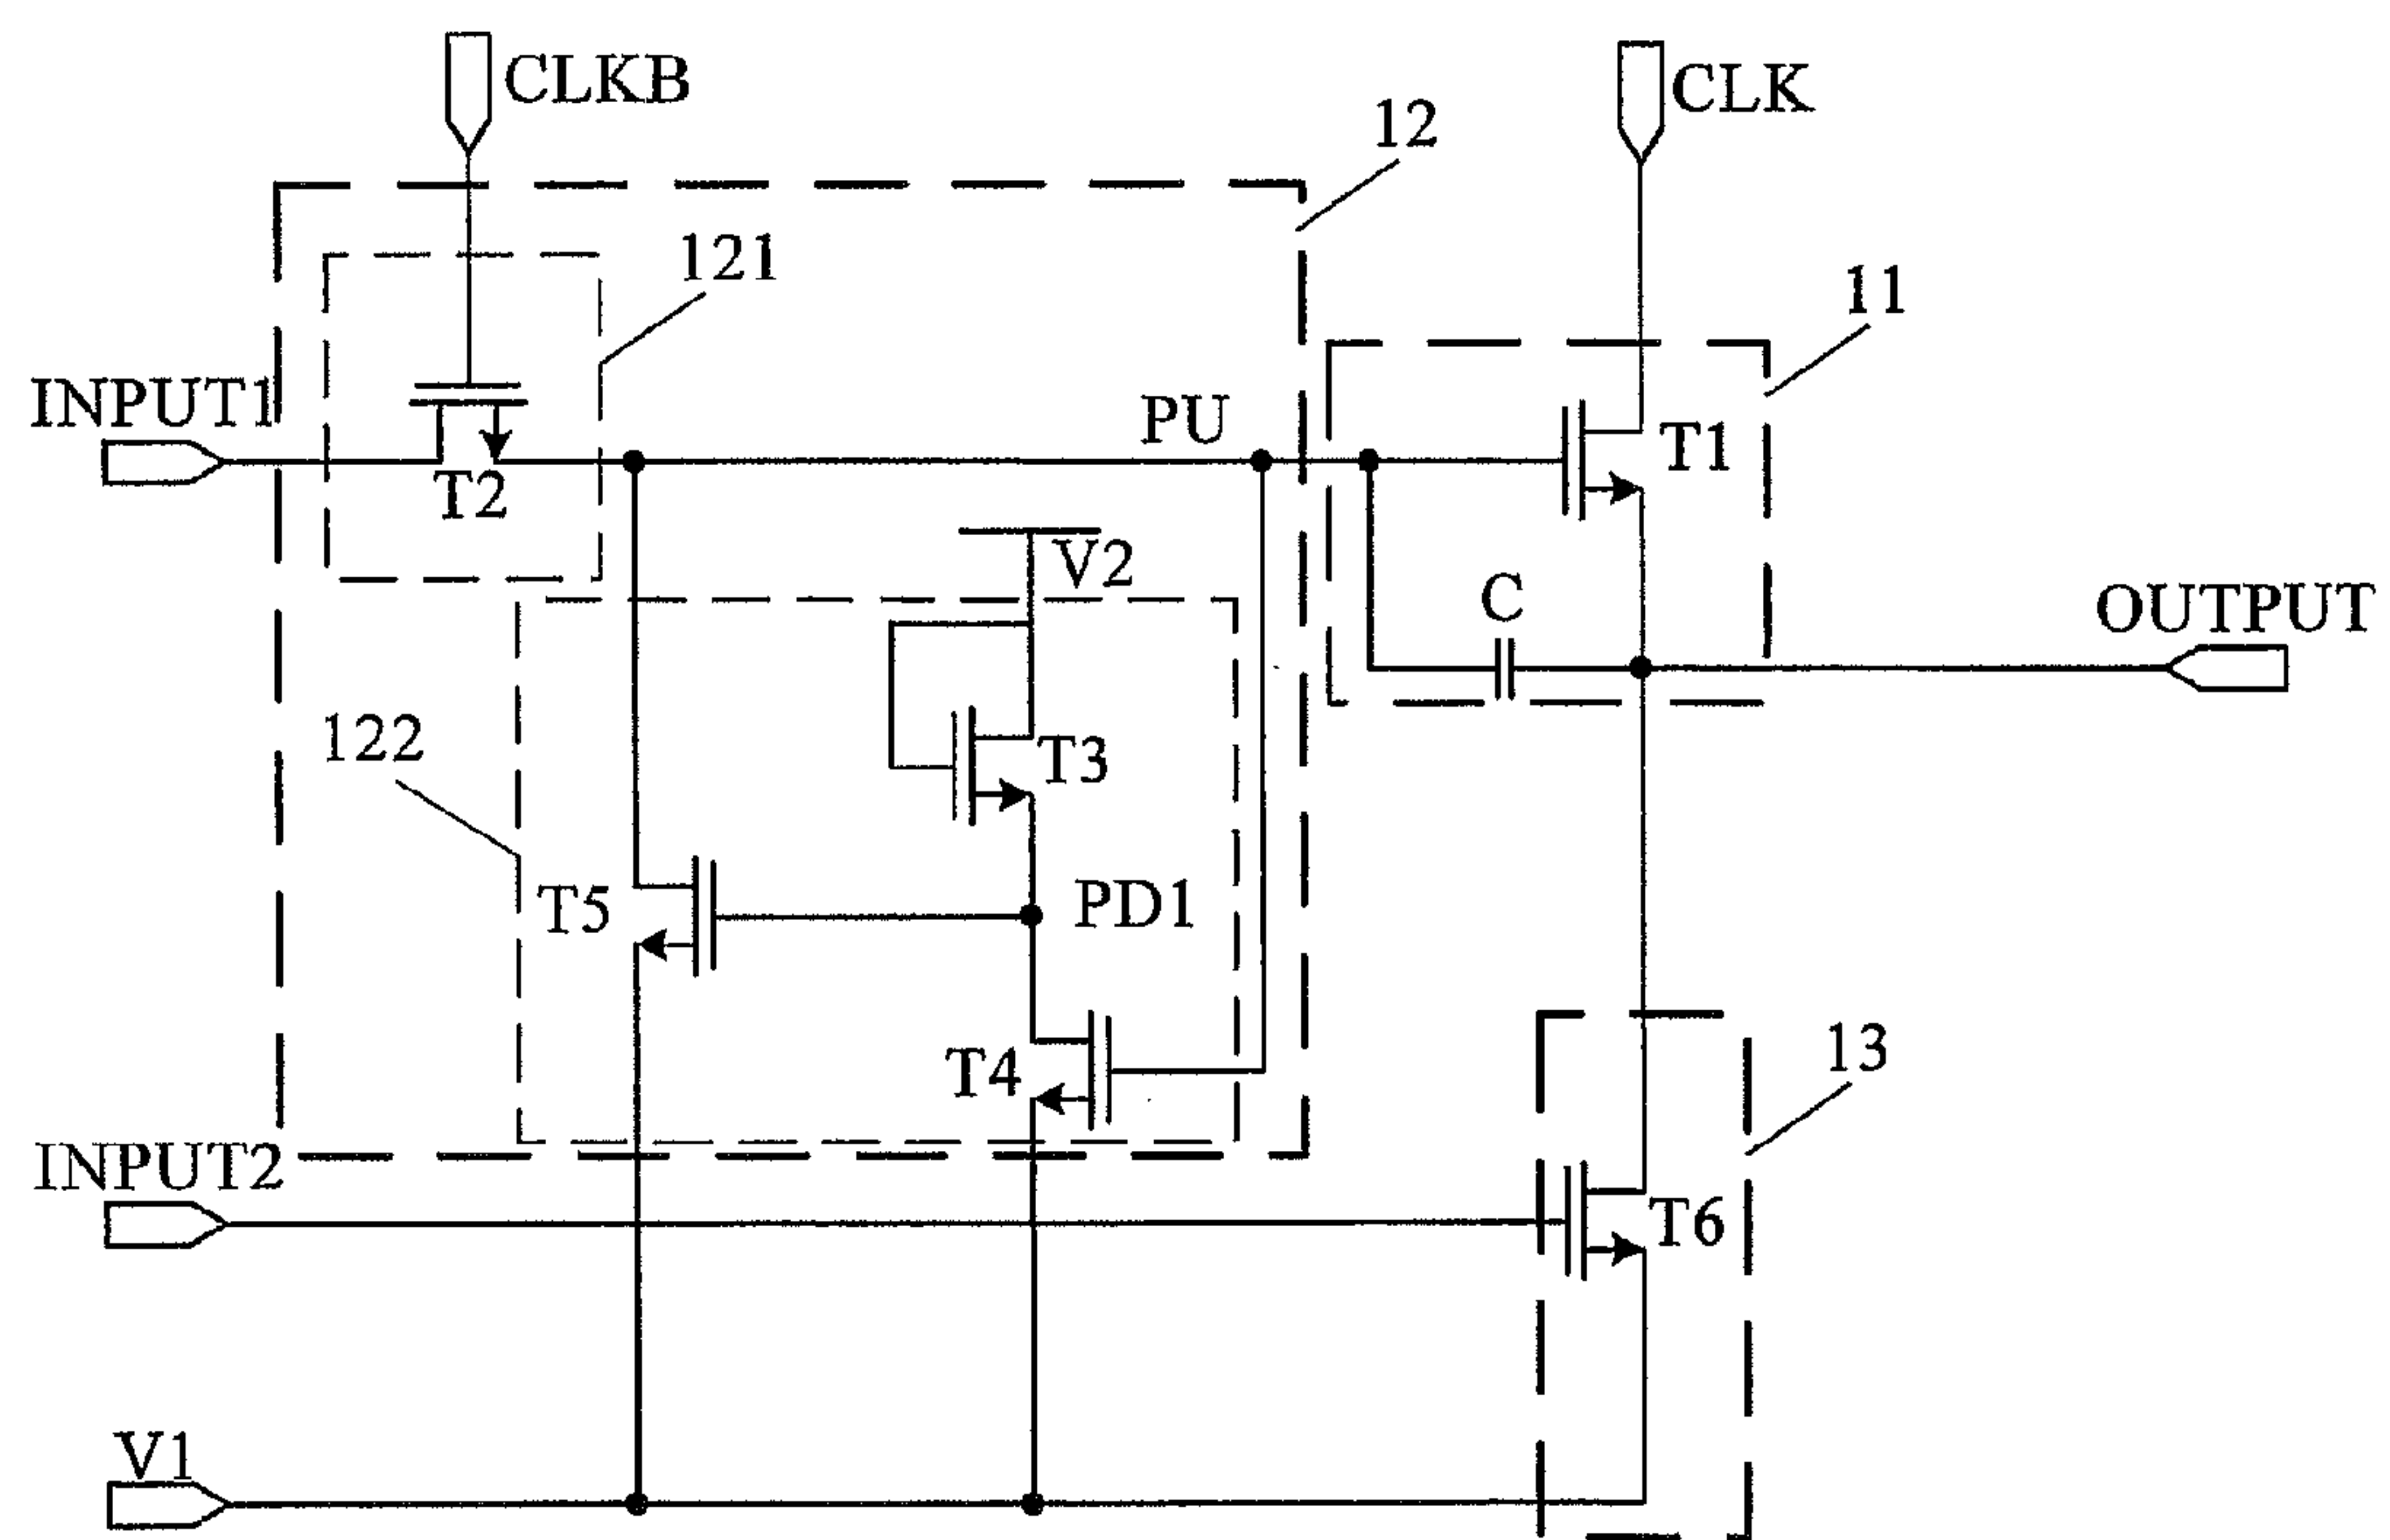 CLKB
CLK
12
121
11
INPUT1
PU
T1
T2
V2
C
OUTPUT
122
T3
T5
PD1
T4
13
INPUT2
T6
V1